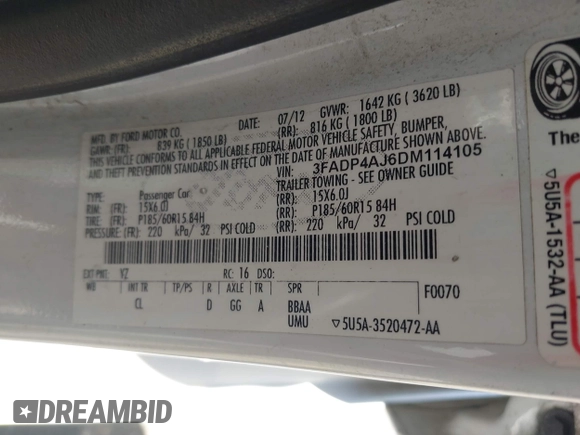 MFD. BY FORD MOTOR CO. DATE: 07/12 GVWR: 1642 KG ( 3620 LB)
GAWR: (FR): 839 KG ( 1850 LB) (RR): 816 KG ( 1800 LB)
THIS VEHICLE CONFORMS TO ALL APPLICABLE FEDERAL MOTOR VEHICLE SAFETY, BUMPER,
AND THEFT PREVENTION STANDARDS IN EFFECT ON THE DATE OF MANUFACTURE SHOWN ABOVE.
VIN: 3FADP4AJ6DM114105
TYPE: Passenger Car TRAILER TOWING - SEE OWNER GUIDE
RIM: 15X6.0J (RR): 15X6.0J
TIRE: (FR): P185/60R15 84H (RR): P185/60R15 84H
PRESSURE: (FR): 220 kPa/ 32 PSI COLD (RR): 220 kPa/ 32 PSI COLD
EXT PNT: YZ RC: 16 DSO:
WB INT TR TP/PS R AXLE TR SPR F0070
CL D GG A BBAA
UMU ▽5U5A-3520472-AA
The
▽5U5A-1532-AA (TLU)
DREAMBID